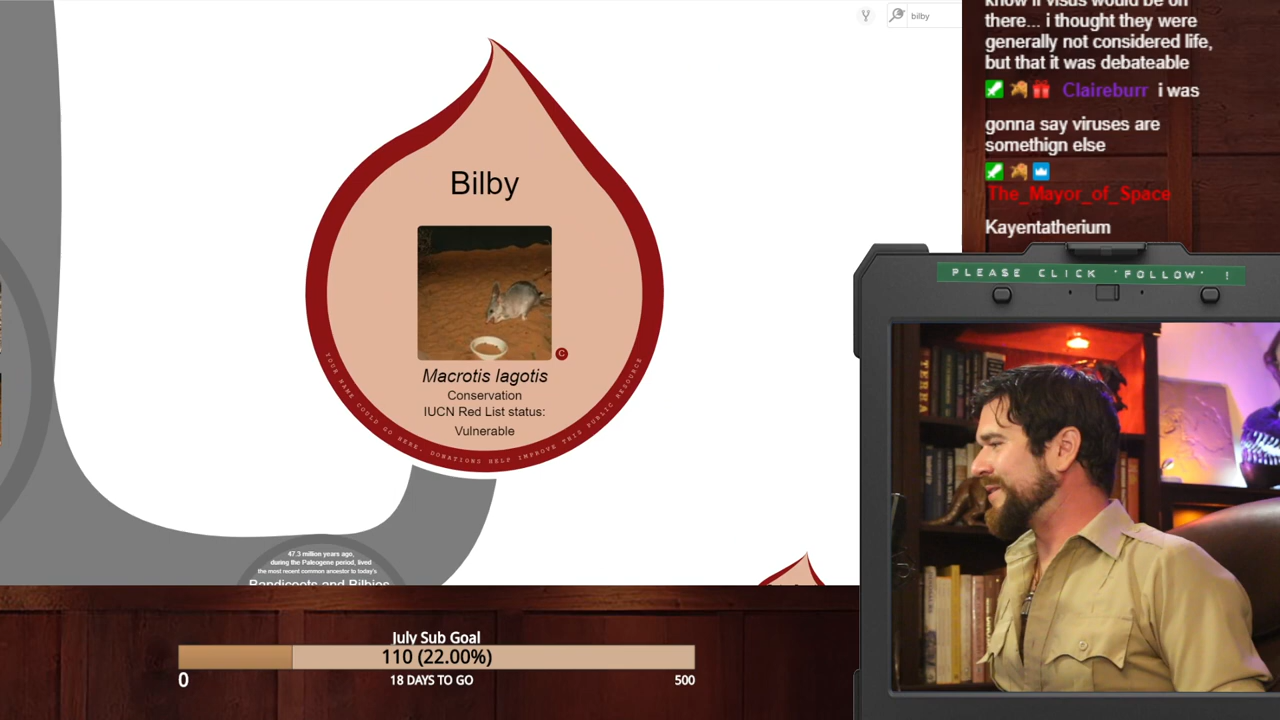 bilby
Bilby
Macrotis lagotis
Conservation
IUCN Red List status:
Vulnerable
C
YOUR NAME COULD GO HERE. DONATIONS HELP IMPROVE THIS PUBLIC RESOURCE
47.3 million years ago,
during the Paleogene period, lived
the most recent common ancestor to today's
Bandicoots and Bilbies
know if visus would be on
there... i thought they were
generally not considered life,
but that it was debateable
Claireburr i was
gonna say viruses are
somethign else
The_Mayor_of_Space
Kayentatherium
PLEASE CLICK 'FOLLOW' !
TERRA
July Sub Goal
110 (22.00%)
0
18 DAYS TO GO
500